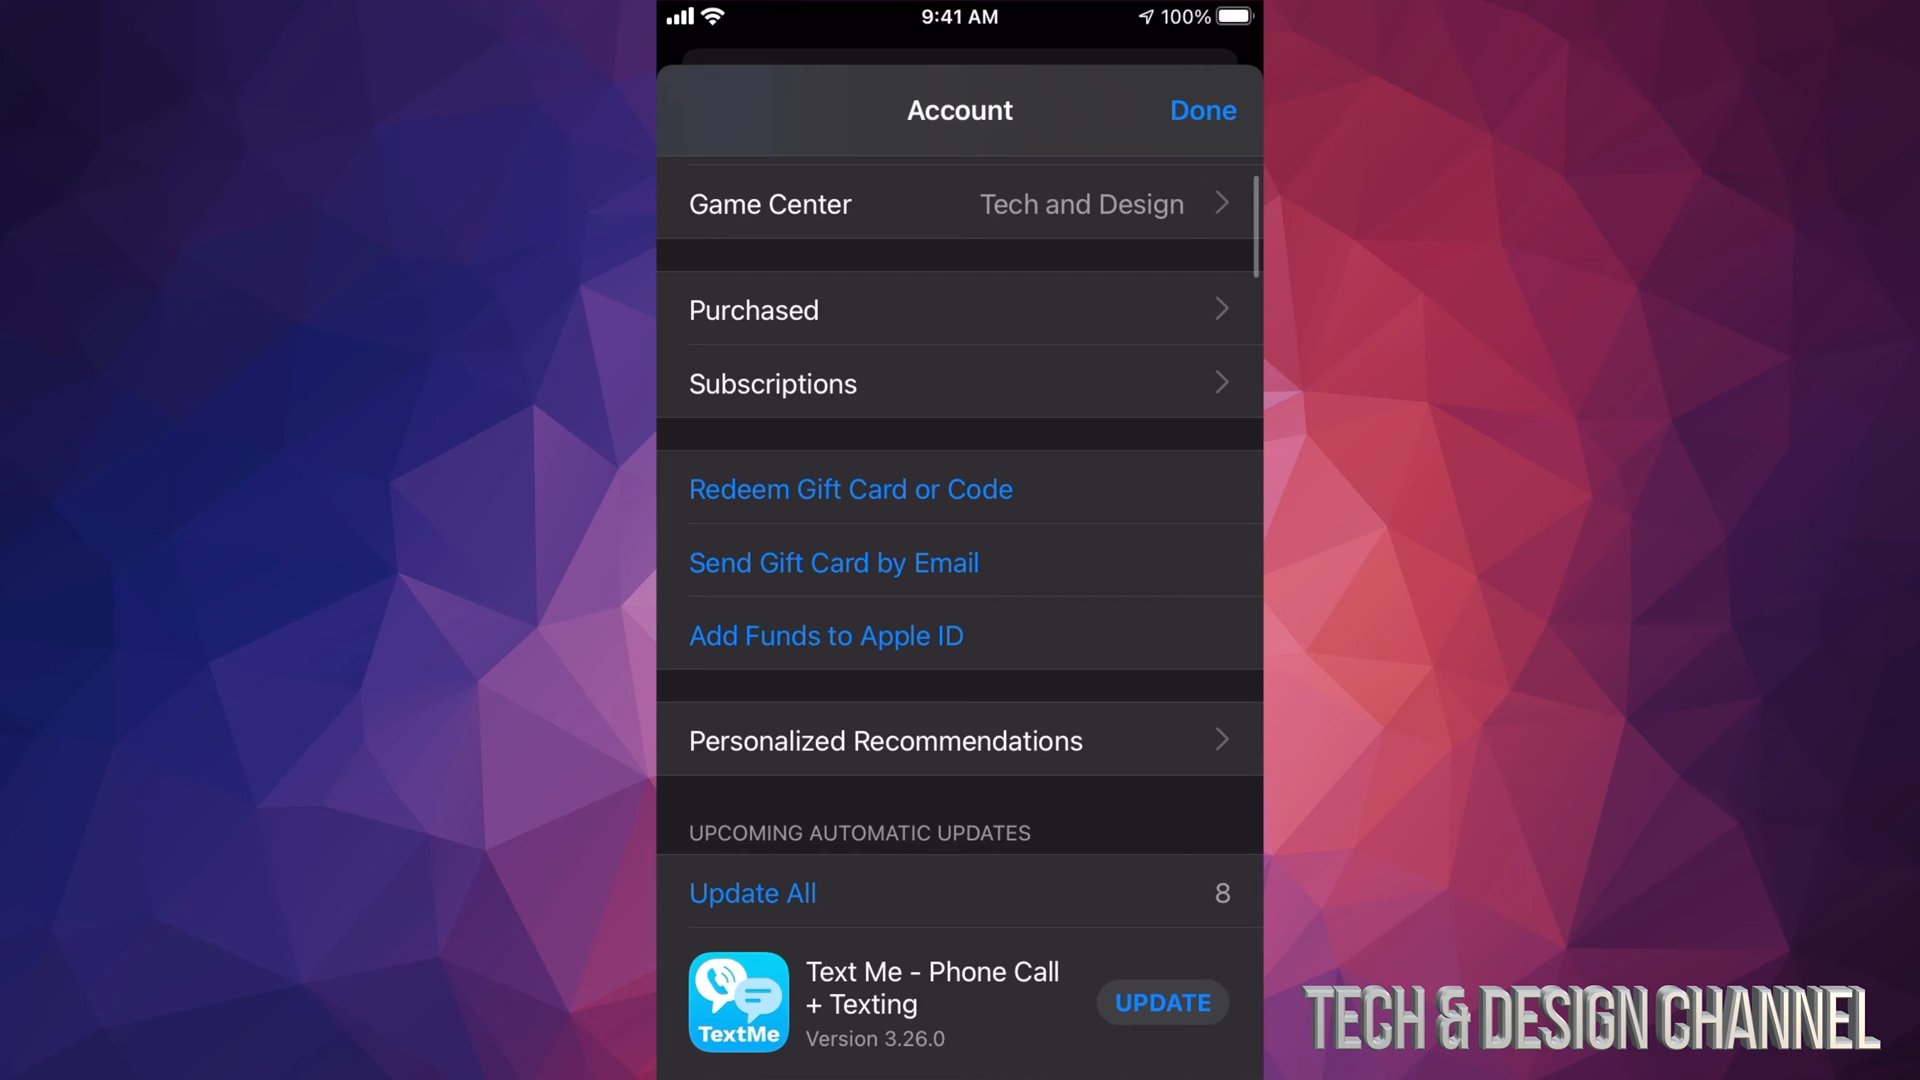 9:41 AM
100%
Account
Done
Game Center
Tech and Design
Purchased
Subscriptions
Redeem Gift Card or Code
Send Gift Card by Email
Add Funds to Apple ID
Personalized Recommendations
UPCOMING AUTOMATIC UPDATES
Update All
8
TextMe
Text Me - Phone Call
+ Texting
Version 3.26.0
UPDATE
TECH & DESIGN CHANNEL